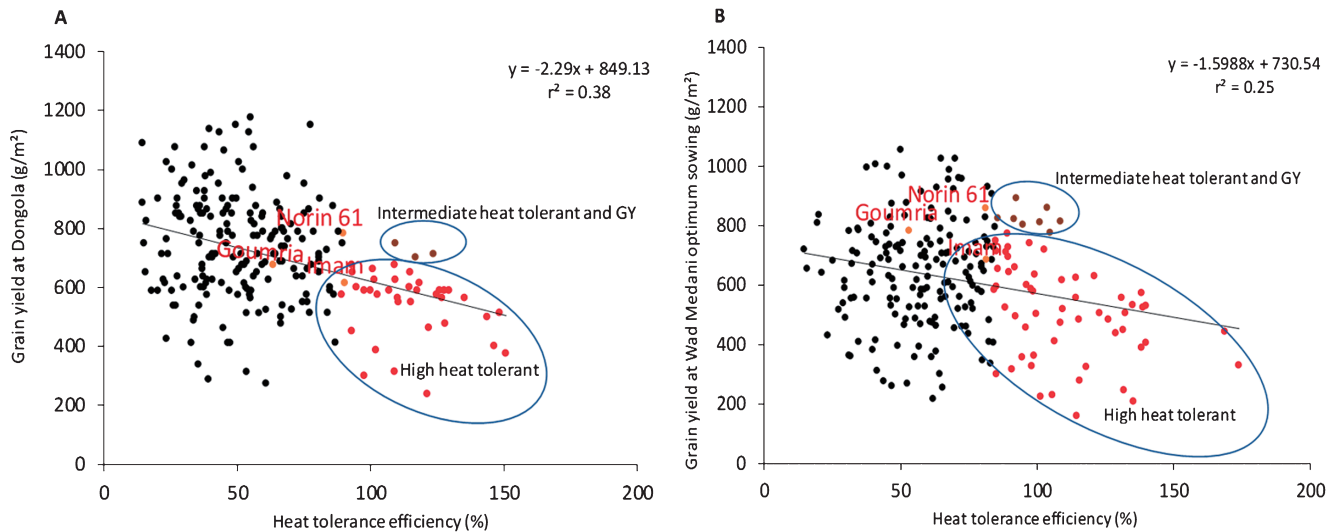 A
Grain yield at Dongola (g/m²)
1400
1200
1000
800
600
400
200
0
y = -2.29x + 849.13
r² = 0.38
Norin 61
Goumria
Imam
Intermediate heat tolerant and GY
High heat tolerant
0 50 100 150 200
Heat tolerance efficiency (%)
B
Grain yield at Wad Medani optimum sowing (g/m²)
1400
1200
1000
800
600
400
200
0
y = -1.5988x + 730.54
r² = 0.25
Norin 61
Goumria
Imam
Intermediate heat tolerant and GY
High heat tolerant
0 50 100 150 200
Heat tolerance efficiency (%)